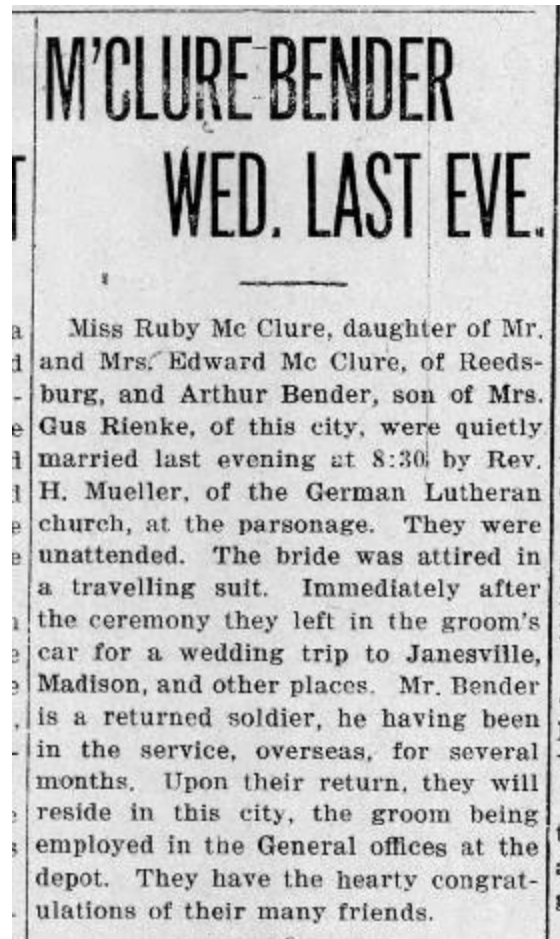 M'CLURE-BENDER
WED. LAST EVE.
Miss Ruby Mc Clure, daughter of Mr.
and Mrs. Edward Mc Clure, of Reeds-
burg, and Arthur Bender, son of Mrs.
Gus Rienke, of this city, were quietly
married last evening at 8:30 by Rev.
H. Mueller, of the German Lutheran
church, at the parsonage. They were
unattended. The bride was attired in
a travelling suit. Immediately after
the ceremony they left in the groom's
car for a wedding trip to Janesville,
Madison, and other places. Mr. Bender
is a returned soldier, he having been
in the service, overseas, for several
months. Upon their return, they will
reside in this city, the groom being
employed in the General offices at the
depot. They have the hearty congrat-
ulations of their many friends.